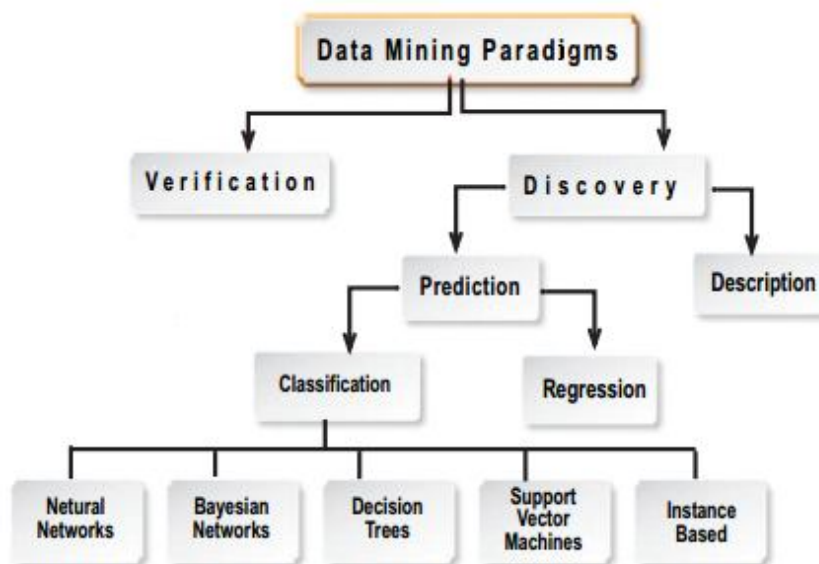 Data Mining Paradigms
Verification
Discovery
Prediction
Description
Classification
Regression
Netural
Networks
Bayesian
Networks
Decision
Trees
Support
Vector
Machines
Instance
Based